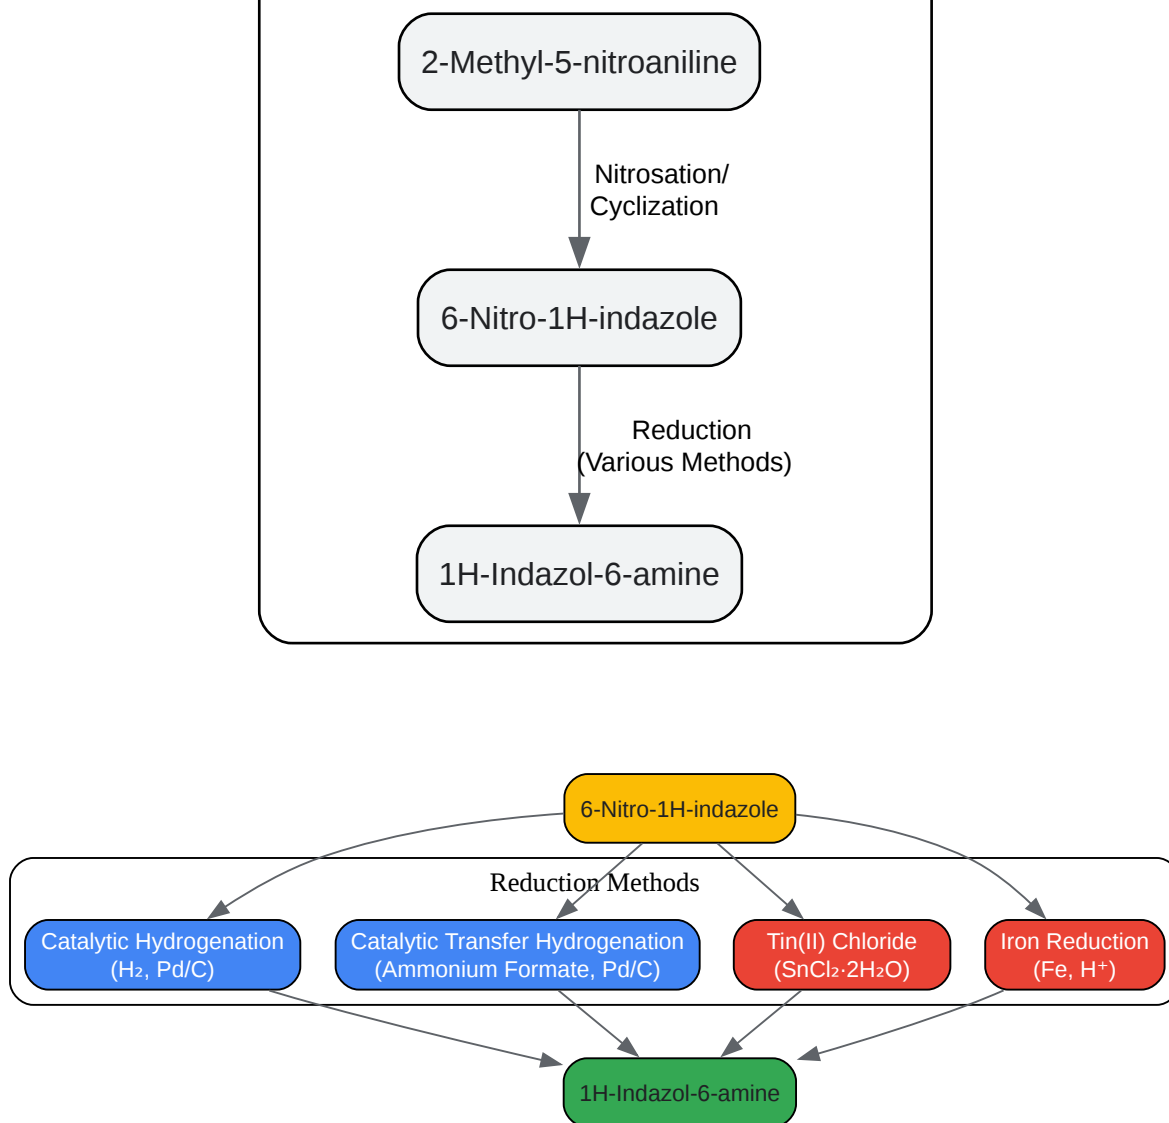 2-Methyl-5-nitroaniline
Nitrosation/
Cyclization
6-Nitro-1H-indazole
Reduction
(Various Methods)
1H-Indazol-6-amine
6-Nitro-1H-indazole
Reduction Methods
Catalytic Hydrogenation
(H₂, Pd/C)
Catalytic Transfer Hydrogenation
(Ammonium Formate, Pd/C)
Tin(II) Chloride
(SnCl₂·2H₂O)
Iron Reduction
(Fe, H⁺)
1H-Indazol-6-amine